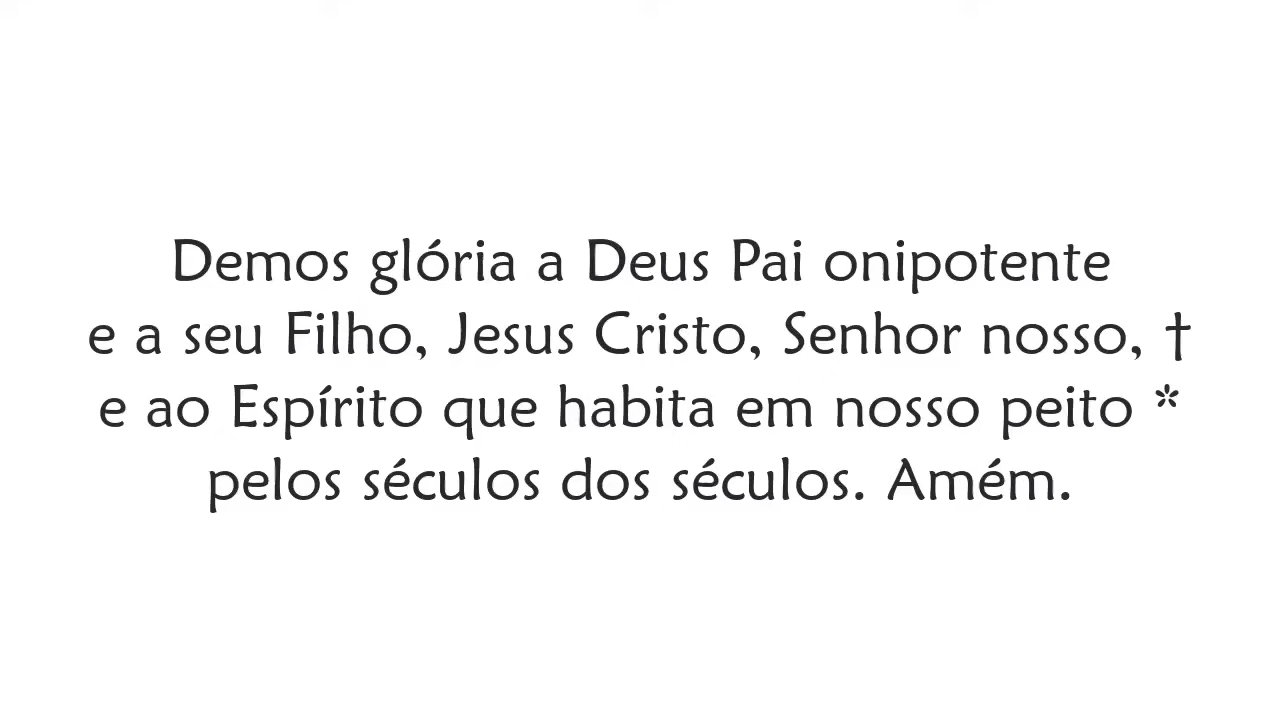 Demos glória a Deus Pai onipotente
e a seu Filho, Jesus Cristo, Senhor nosso, †
e ao Espírito que habita em nosso peito *
pelos séculos dos séculos. Amém.